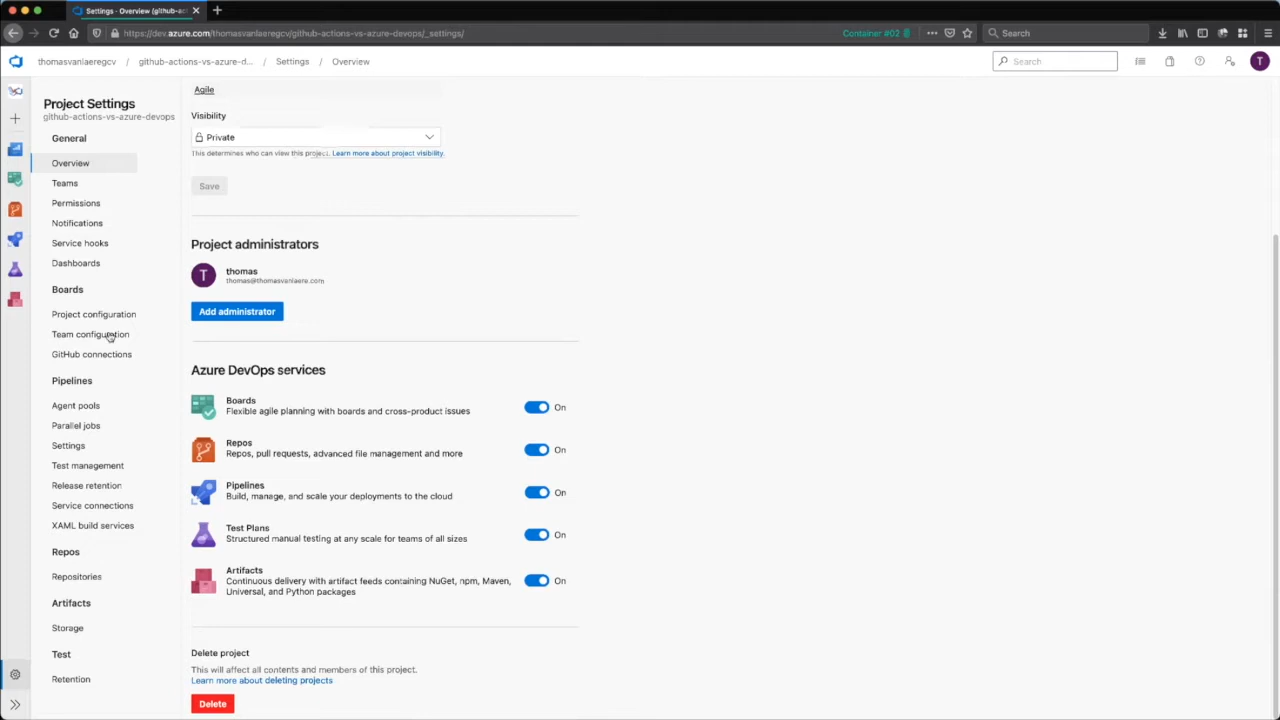 Settings - Overview (github-ac
https://dev.azure.com/thomasvanlaeregcv/github-actions-vs-azure-devops/_settings/
Container #02
Search
thomasvanlaeregcv / github-actions-vs-azure-d... / Settings / Overview
Search
T
Project Settings
github-actions-vs-azure-devops
General
Overview
Teams
Permissions
Notifications
Service hooks
Dashboards
Boards
Project configuration
Team configuration
GitHub connections
Pipelines
Agent pools
Parallel jobs
Settings
Test management
Release retention
Service connections
XAML build services
Repos
Repositories
Artifacts
Storage
Test
Retention
Agile
Visibility
Private
This determines who can view this project. Learn more about project visibility.
Save
Project administrators
T
thomas
thomas@thomasvanlaere.com
Add administrator
Azure DevOps services
Boards
Flexible agile planning with boards and cross-product issues
On
Repos
Repos, pull requests, advanced file management and more
On
Pipelines
Build, manage, and scale your deployments to the cloud
On
Test Plans
Structured manual testing at any scale for teams of all sizes
On
Artifacts
Continuous delivery with artifact feeds containing NuGet, npm, Maven,
Universal, and Python packages
On
Delete project
This will affect all contents and members of this project.
Learn more about deleting projects
Delete